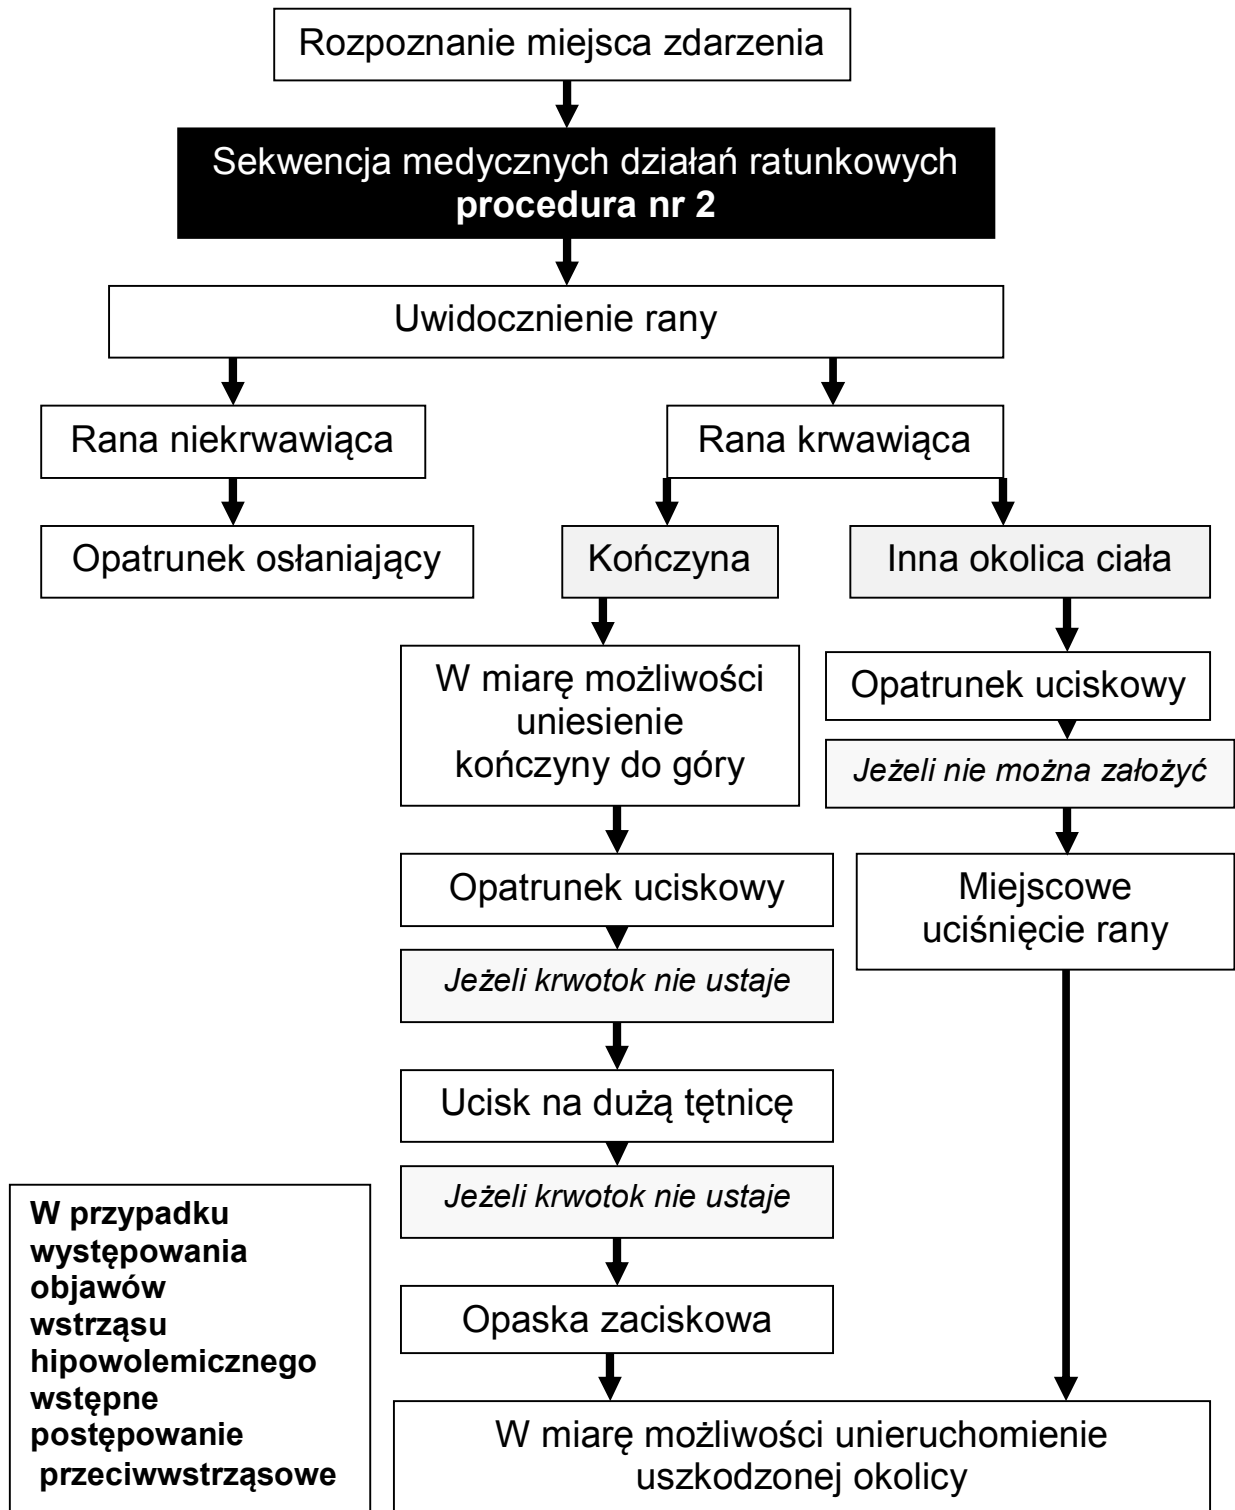 Rozpoznanie miejsca zdarzenia
Sekwencja medycznych działań ratunkowych
procedura nr 2
Uwidocznienie rany
Rana niekrwawiąca
Rana krwawiąca
Opatrunek osłaniający
Kończyna
Inna okolica ciała
W miarę możliwości
uniesienie
kończyny do góry
Opatrunek uciskowy
Jeżeli nie można założyć
Opatrunek uciskowy
Miejscowe
uciśnięcie rany
Jeżeli krwotok nie ustaje
Ucisk na dużą tętnicę
Jeżeli krwotok nie ustaje
Opaska zaciskowa
W przypadku
występowania
objawów
wstrząsu
hipowolemicznego
wstępne
postępowanie
przeciwwstrząsowe
W miarę możliwości unieruchomienie
uszkodzonej okolicy